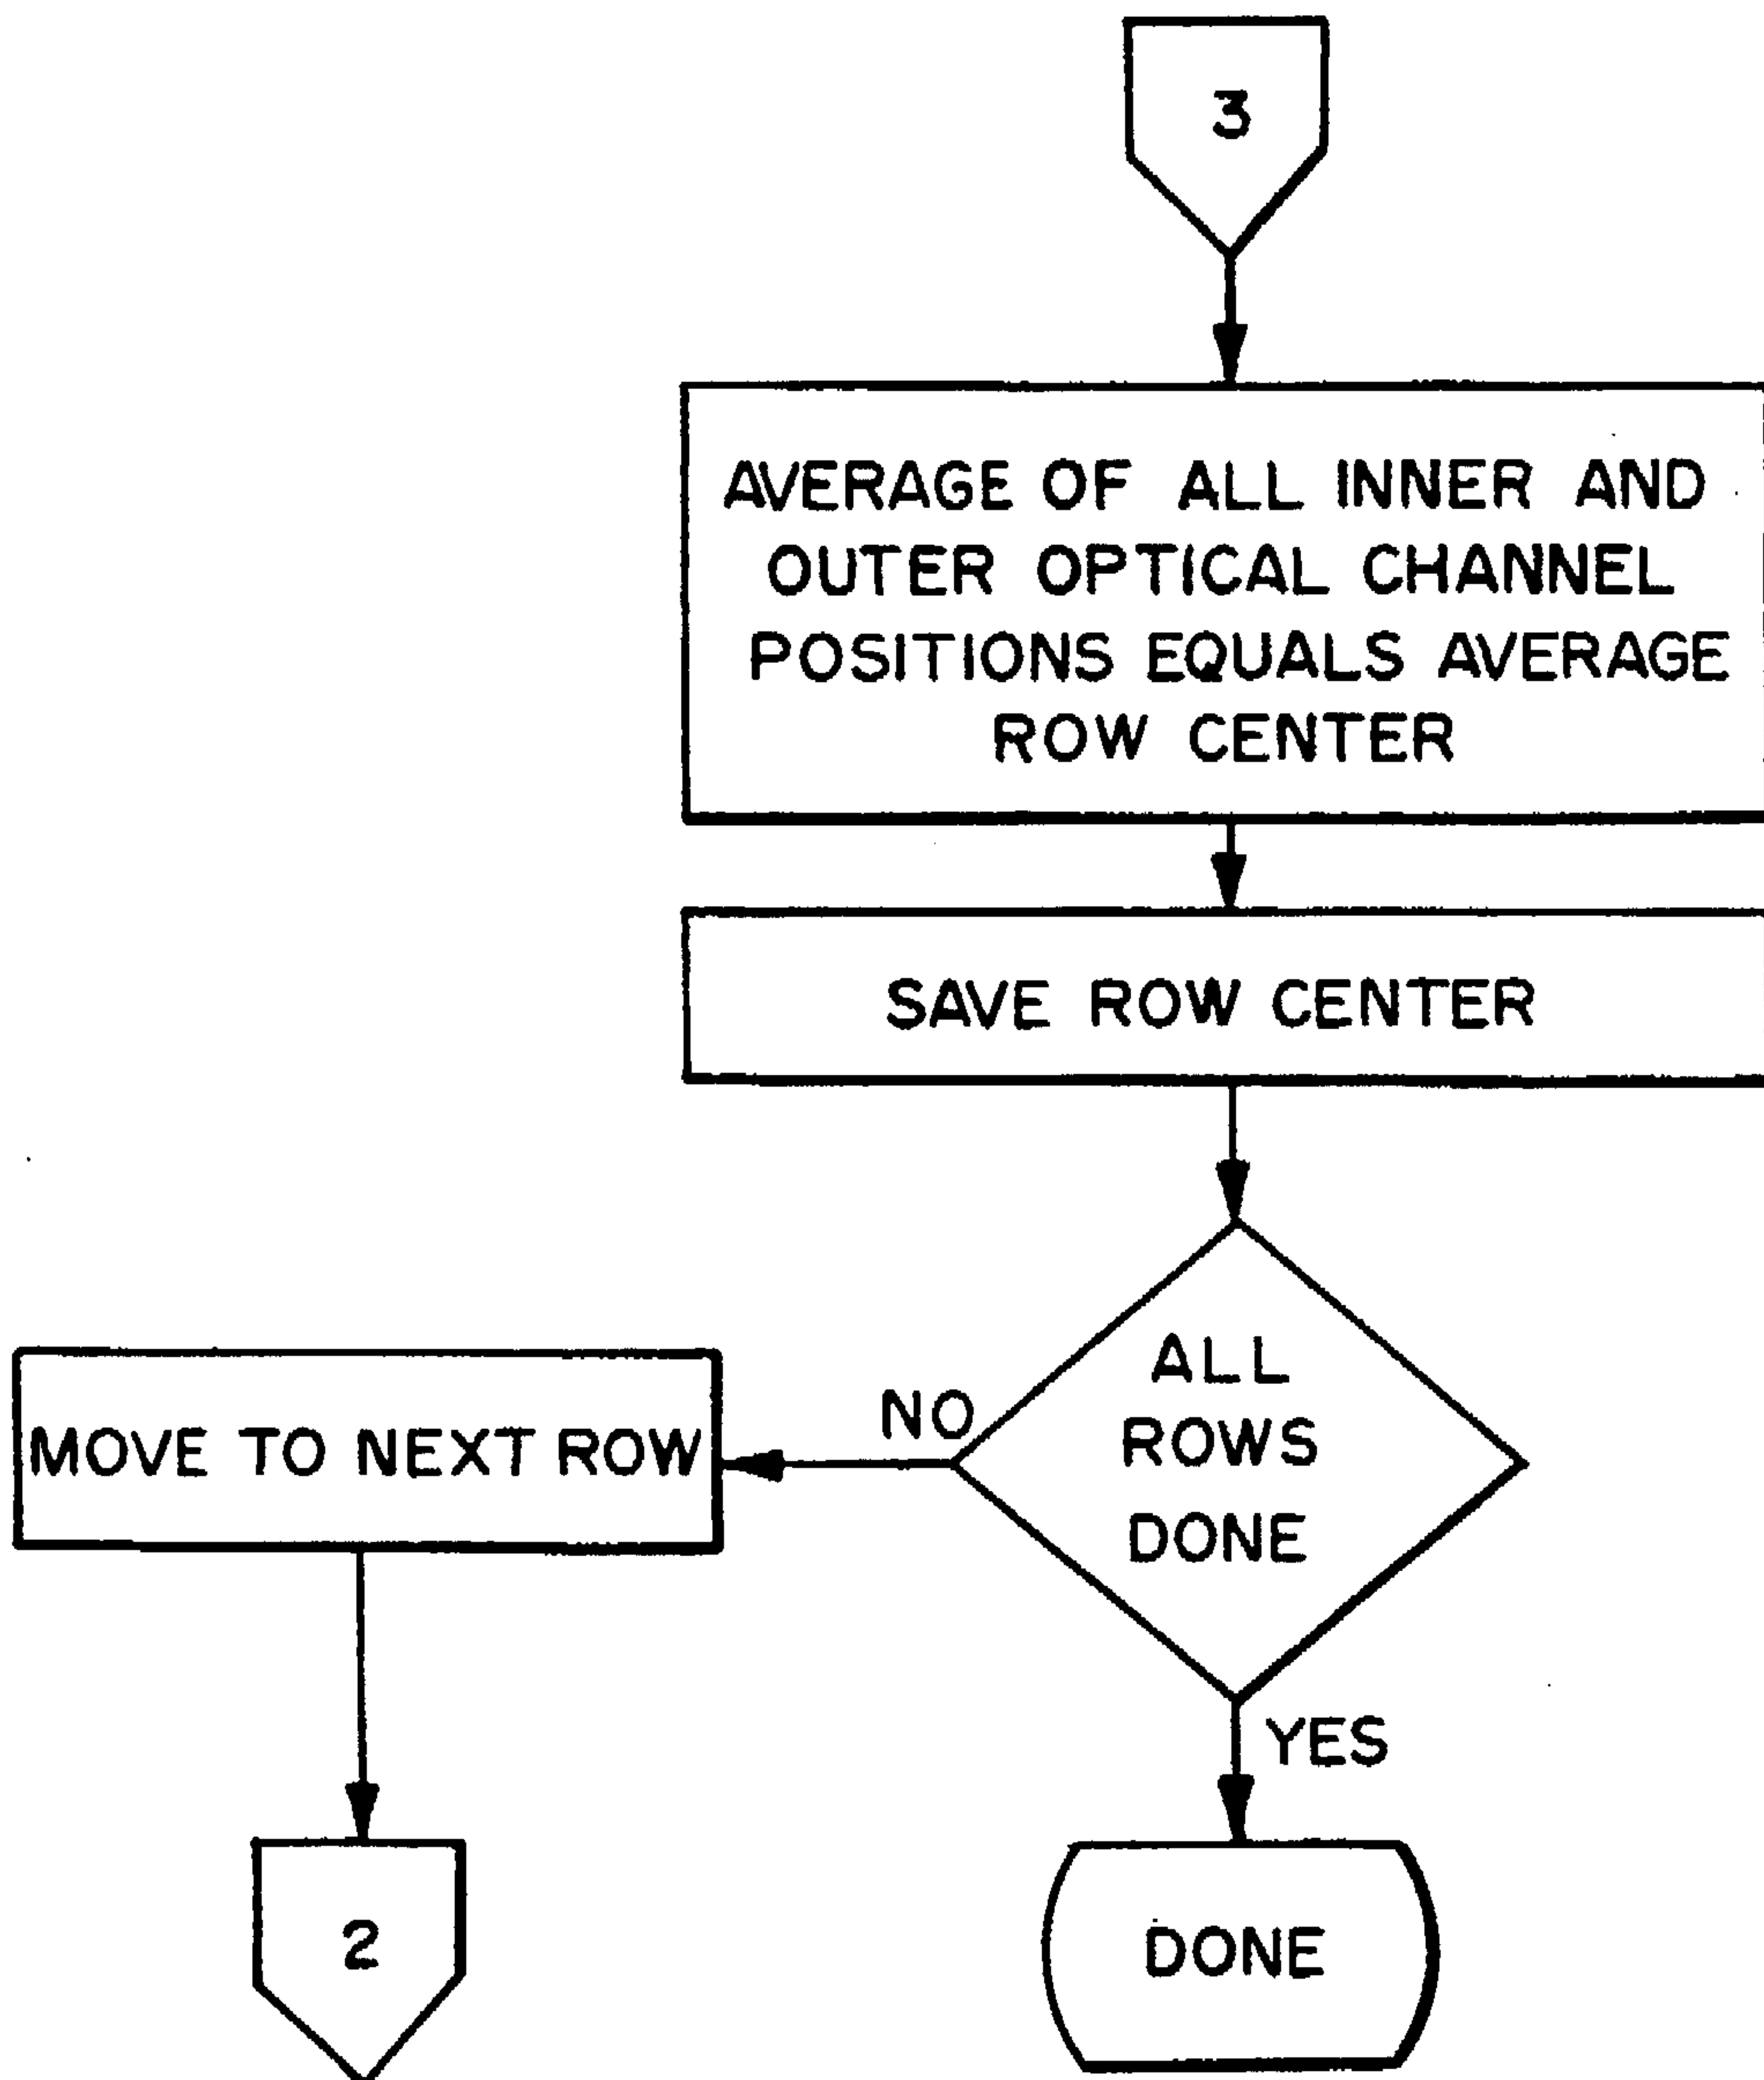 3
AVERAGE OF ALL INNER AND
OUTER OPTICAL CHANNEL
POSITIONS EQUALS AVERAGE
ROW CENTER
SAVE ROW CENTER
ALL
ROWS
DONE
NO
MOVE TO NEXT ROW
YES
2
DONE